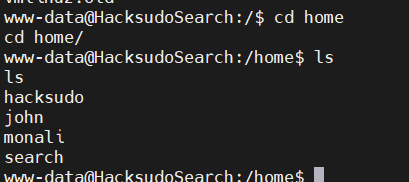 www-data@HacksudoSearch:/$ cd home
cd home/
www-data@HacksudoSearch:/home$ ls
ls
hacksudo
john
monali
search
www-data@HacksudoSearch:/home$